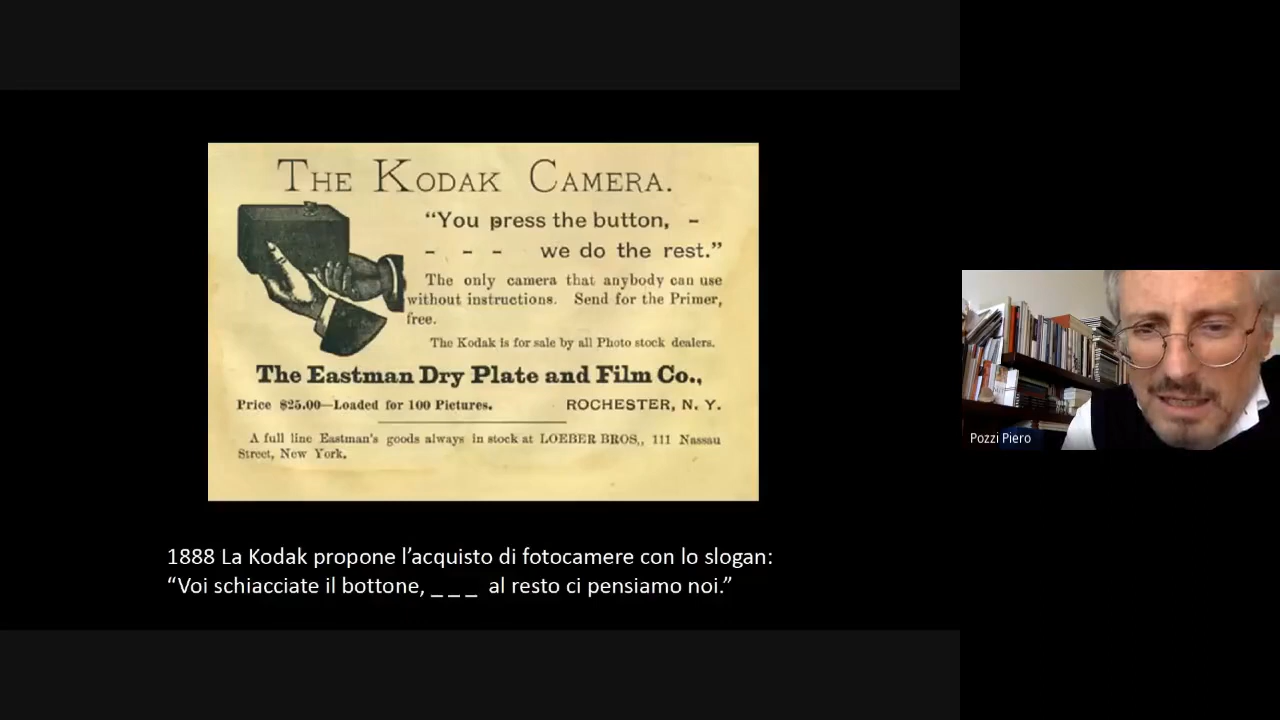 THE KODAK CAMERA.
“You press the button, -
- - - we do the rest.”
The only camera that anybody can use
without instructions. Send for the Primer,
free.
The Kodak is for sale by all Photo stock dealers.
The Eastman Dry Plate and Film Co.,
Price $25.00—Loaded for 100 Pictures. ROCHESTER, N. Y.
A full line Eastman's goods always in stock at LOEBER BROS., 111 Nassau
Street, New York.
1888 La Kodak propone l’acquisto di fotocamere con lo slogan:
“Voi schiacciate il bottone, _ _ _ al resto ci pensiamo noi.”
Pozzi Piero